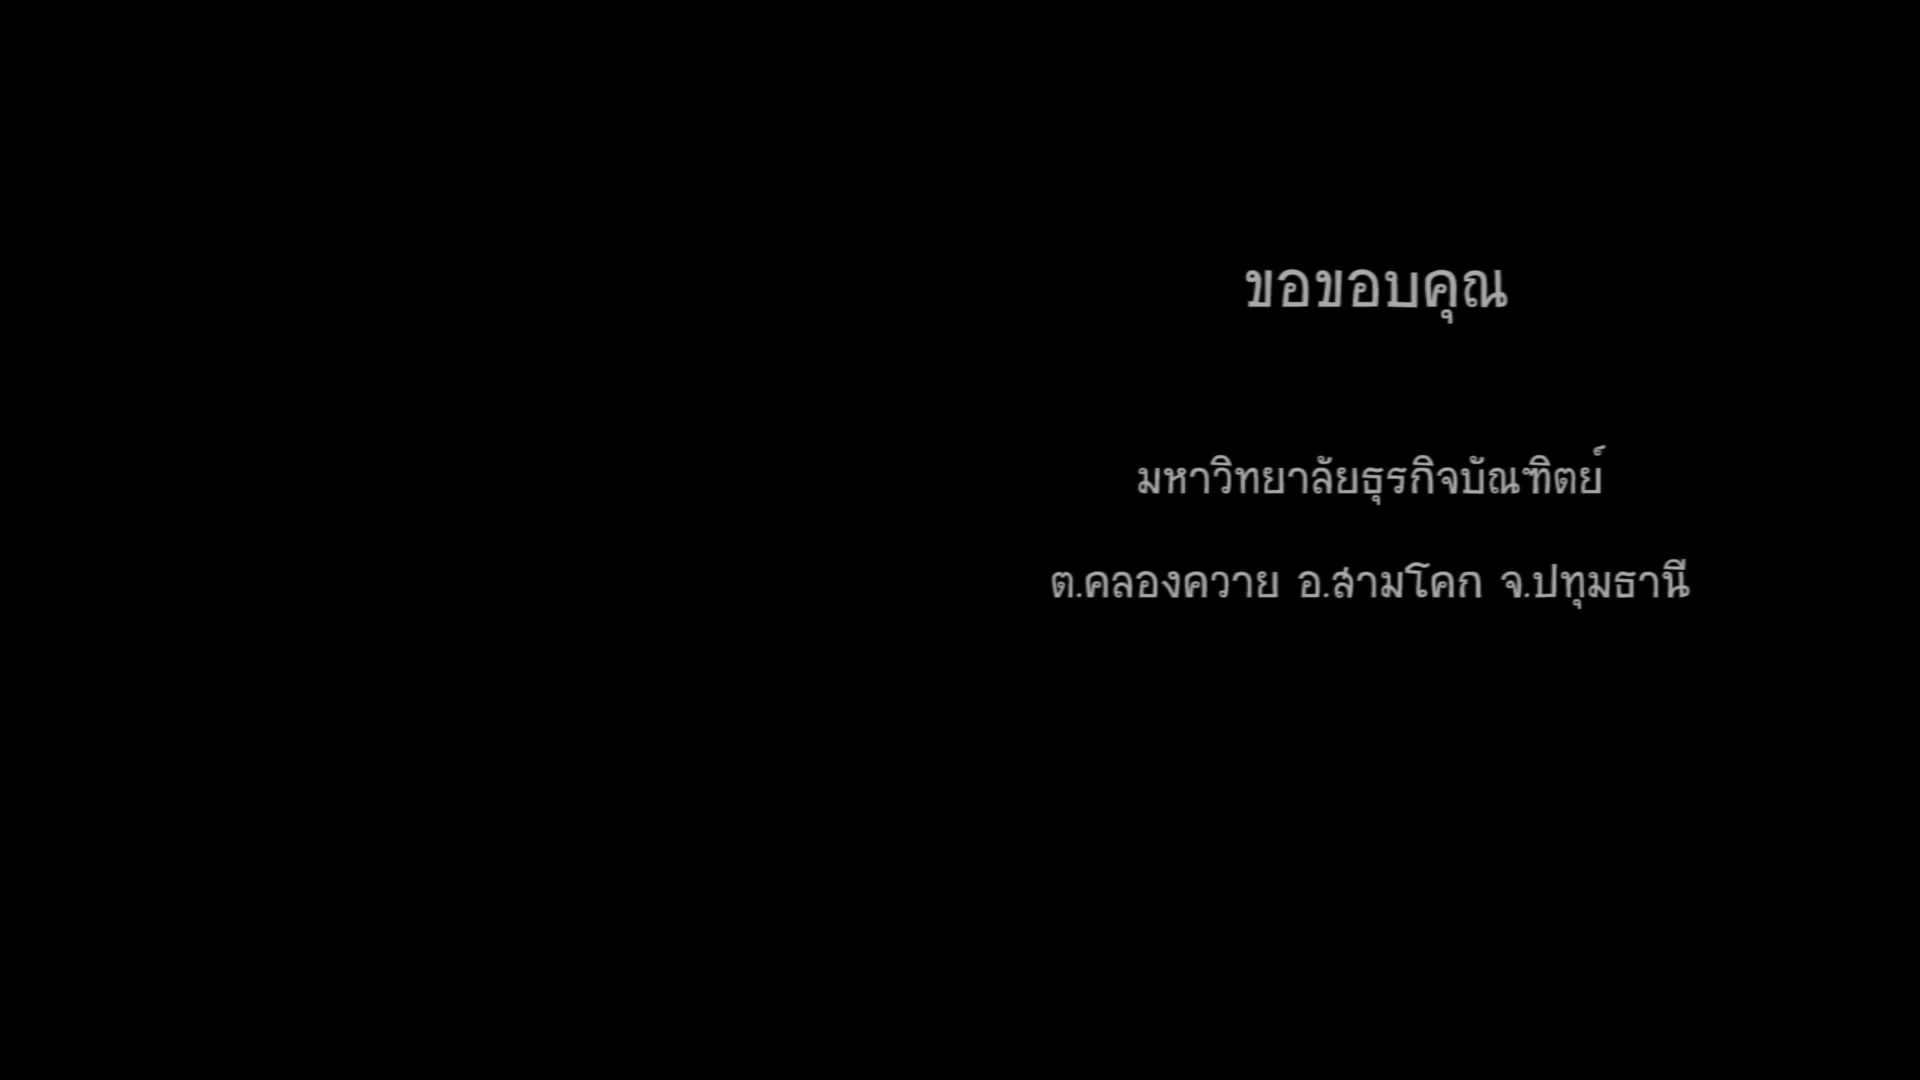 ขอขอบคุณ
มหาวิทยาลัยธุรกิจบัณฑิตย์
ต.คลองควาย อ.สามโคก จ.ปทุมธานี